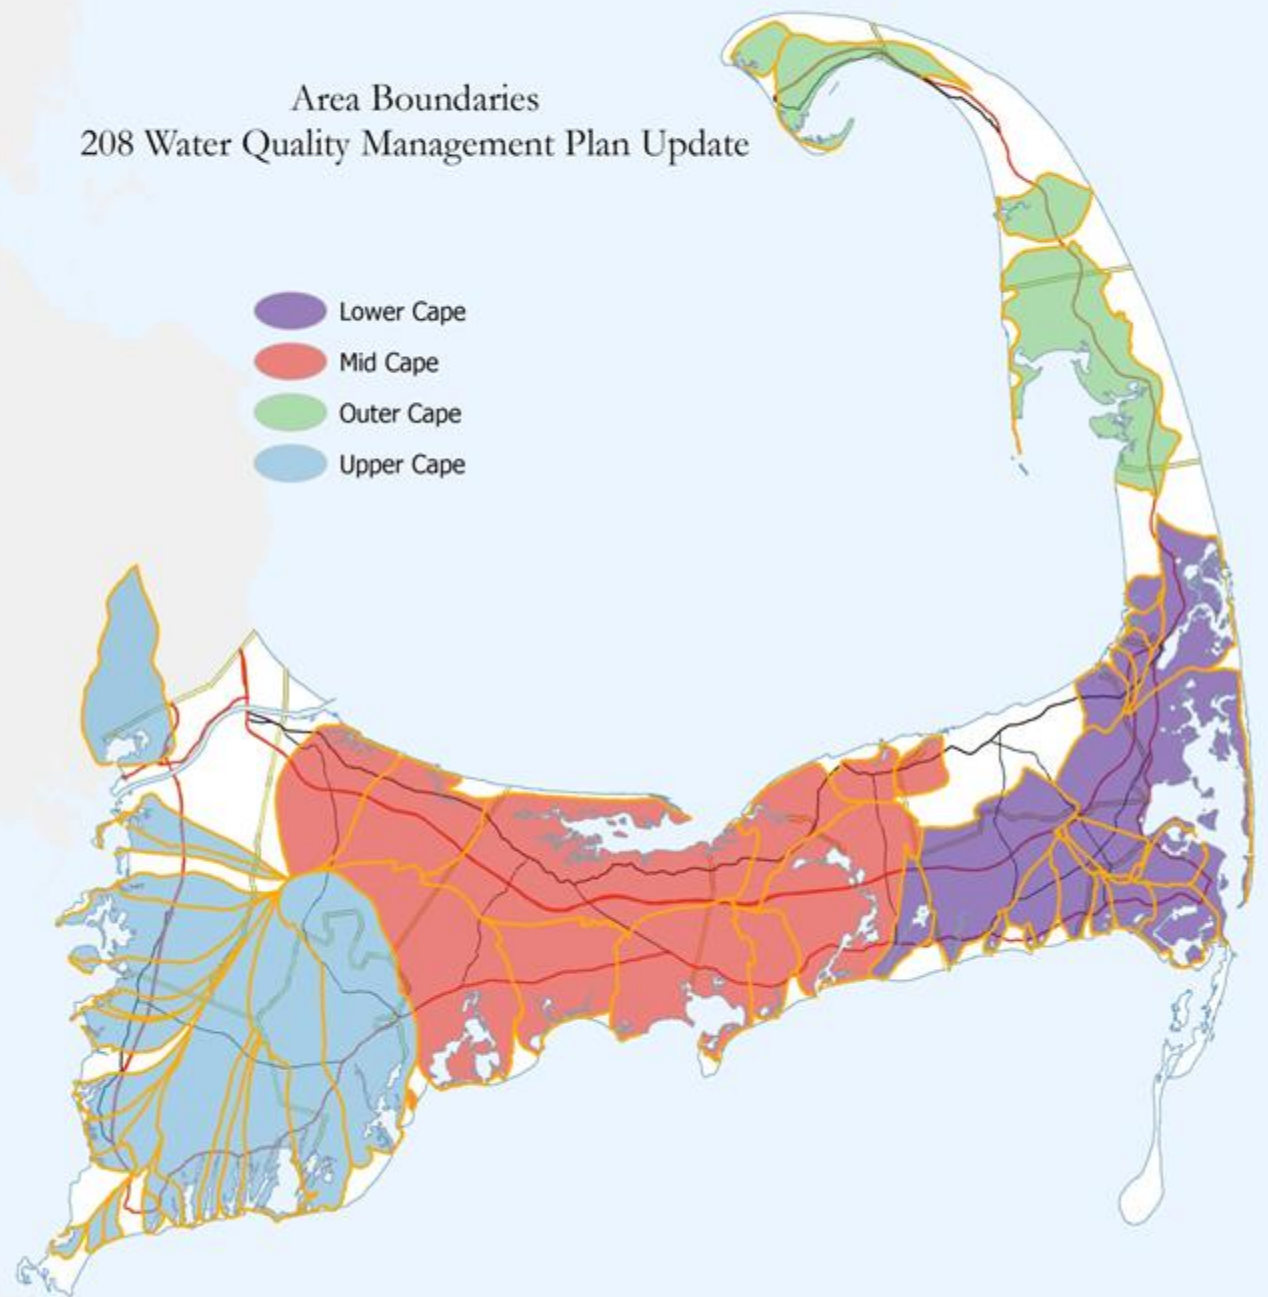 Area Boundaries
208 Water Quality Management Plan Update
Lower Cape
Mid Cape
Outer Cape
Upper Cape